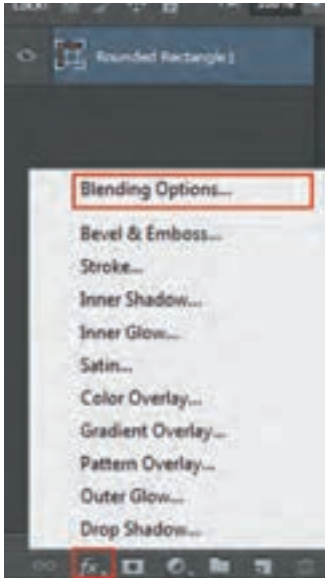 Rounded Rectangle 1
Blending Options...
Bevel & Emboss...
Stroke...
Inner Shadow...
Inner Glow...
Satin...
Color Overlay...
Gradient Overlay...
Pattern Overlay...
Outer Glow...
Drop Shadow...
fx